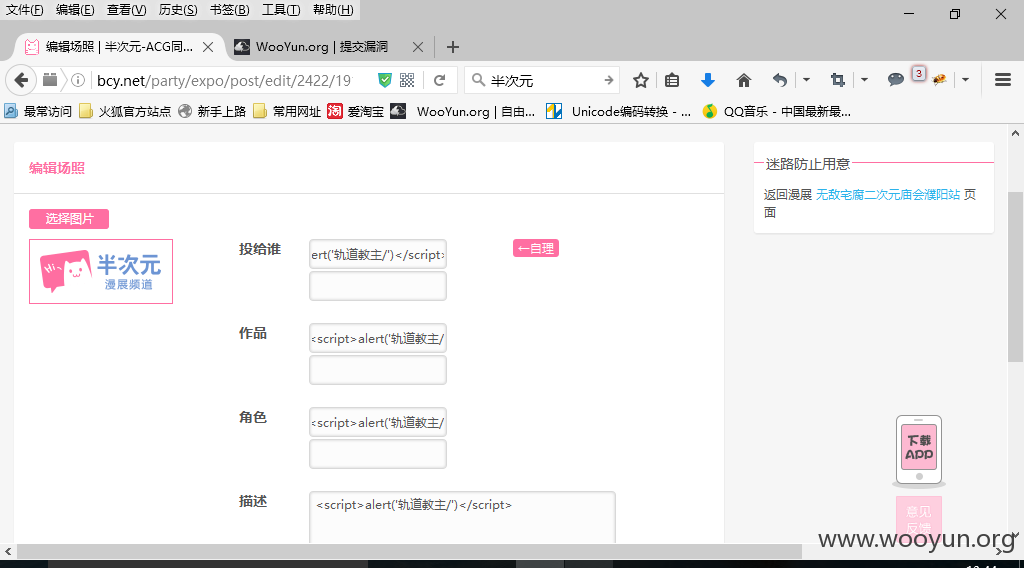 文件(F) 编辑(E) 查看(V) 历史(S) 书签(B) 工具(T) 帮助(H)
编辑场照 | 半次元-ACG同... WooYun.org | 提交漏洞
bcy.net/party/expo/post/edit/2422/19 半次元 3
最常访问 火狐官方站点 新手上路 常用网址 爱淘宝 WooYun.org | 自由... Unicode编码转换 - ... QQ音乐 - 中国最新最...
编辑场照
迷路防止用意
返回漫展 无敌宅腐二次元庙会濮阳站 页
面
选择图片
Hi~ 半次元
漫展频道
投给谁 ert('轨道教主/')</script> ←自理
作品 <script>alert('轨道教主/
角色 <script>alert('轨道教主/
描述 <script>alert('轨道教主/')</script>
下载
APP
意见
反馈
www.wooyun.org